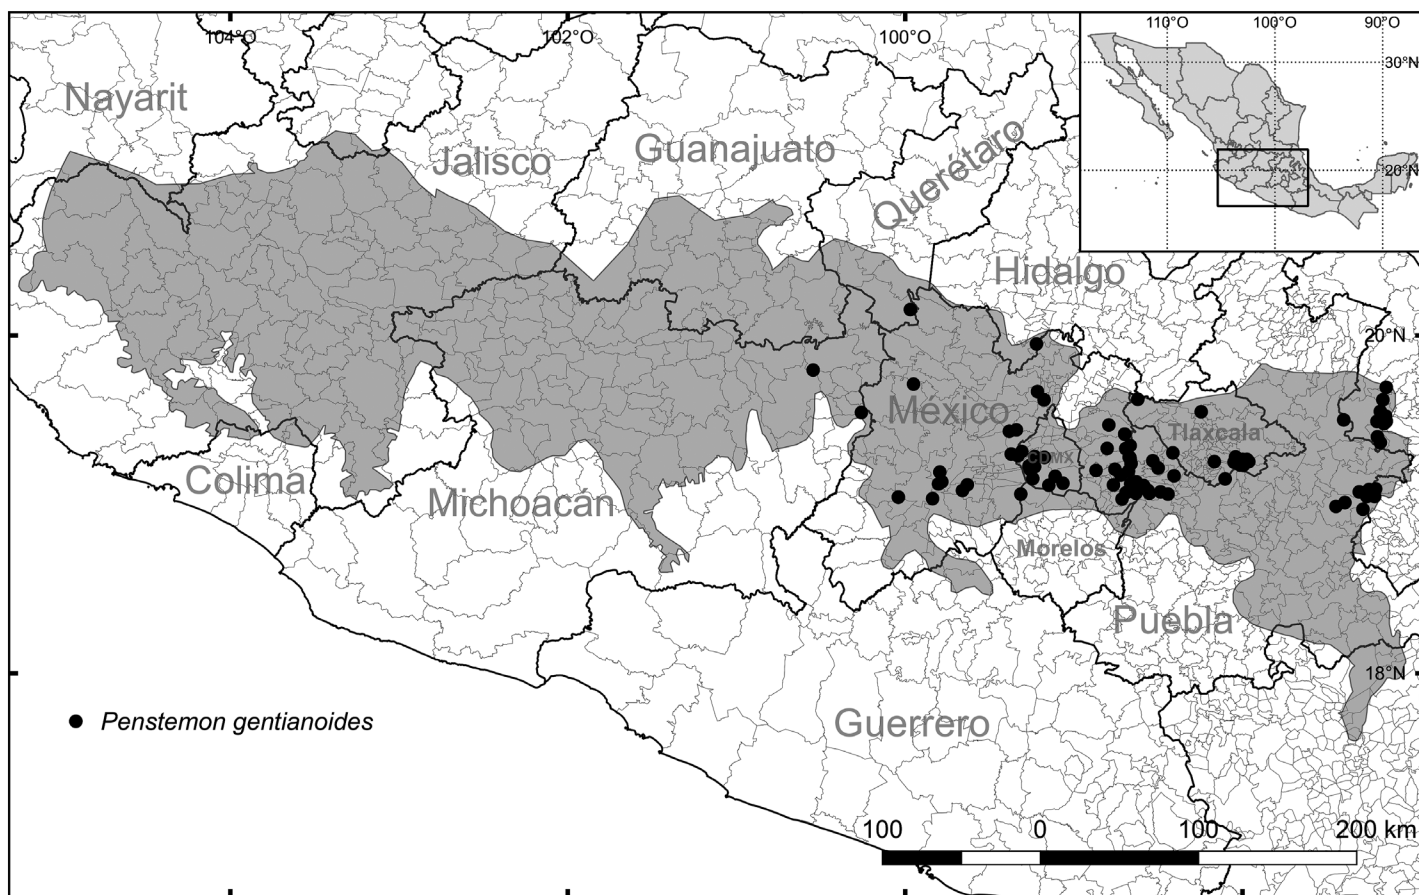 104°O
102°O
100°O
110°O
100°O
90°O
30°N
20°N
Nayarit
Jalisco
Guanajuato
Querétaro
Hidalgo
20°N
México
Tlaxcala
CDMX
Colima
Michoacán
Morelos
Puebla
18°N
Penstemon gentianoides
Guerrero
100
0
100
200 km